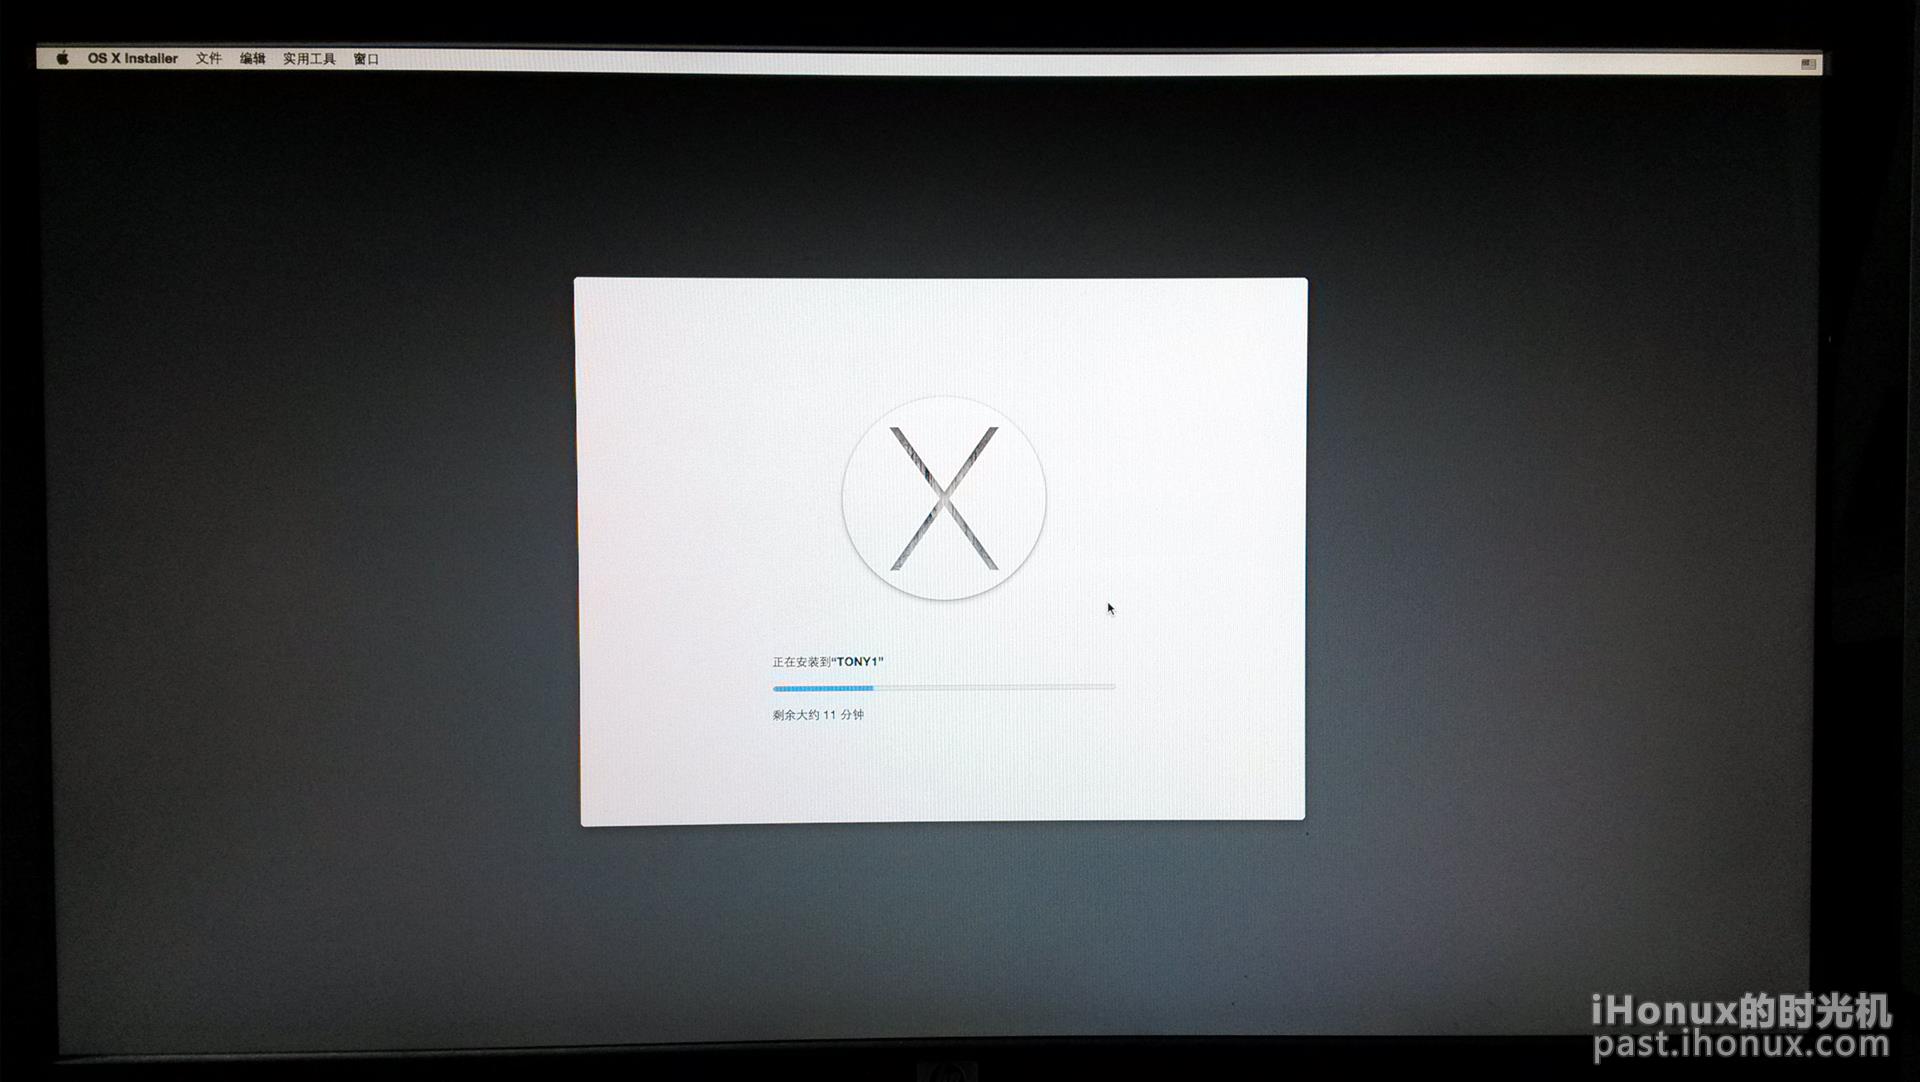 OS X Installer 文件 编辑 实用工具 窗口
正在安装到“TONY1”
剩余大约 11 分钟
iHonux的时光机
past.ihonux.com